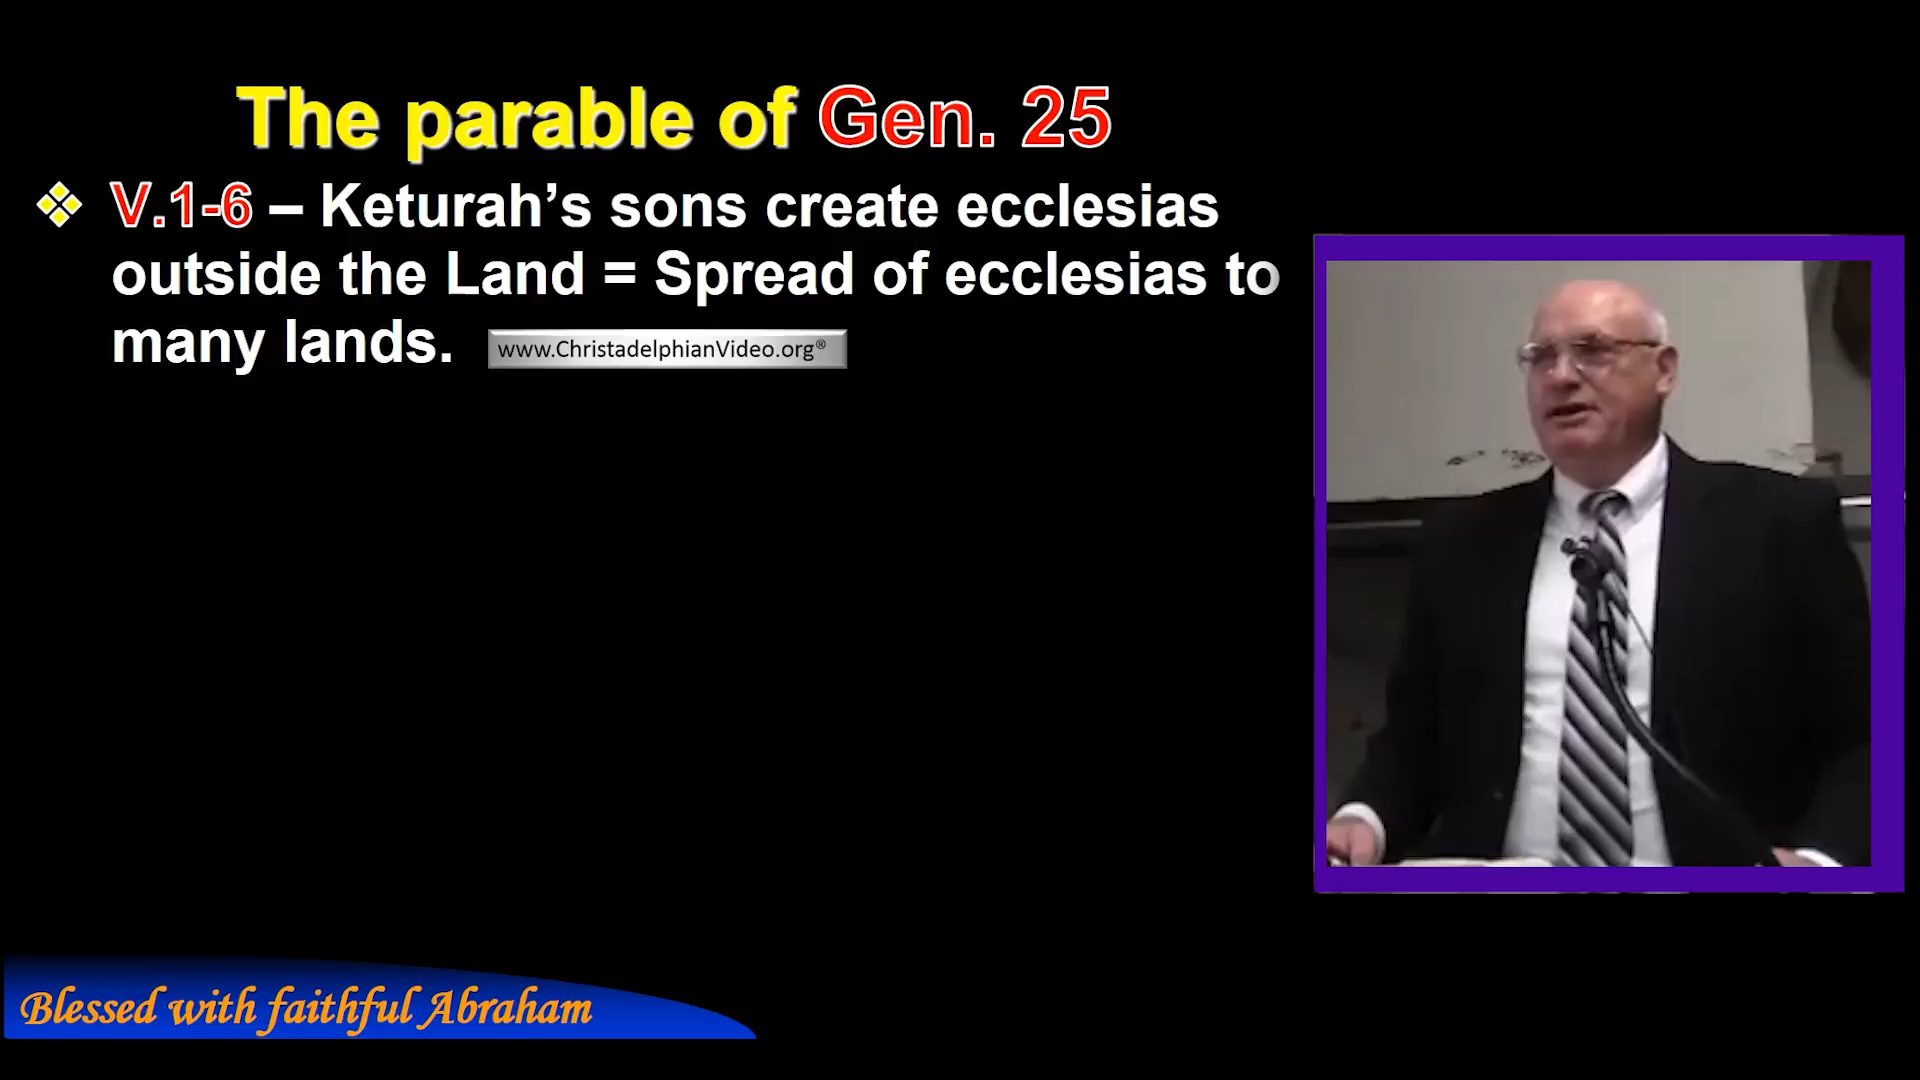 The parable of Gen. 25
V.1-6 – Keturah’s sons create ecclesias
outside the Land = Spread of ecclesias to
many lands.
www.ChristadelphianVideo.org®
Blessed with faithful Abraham